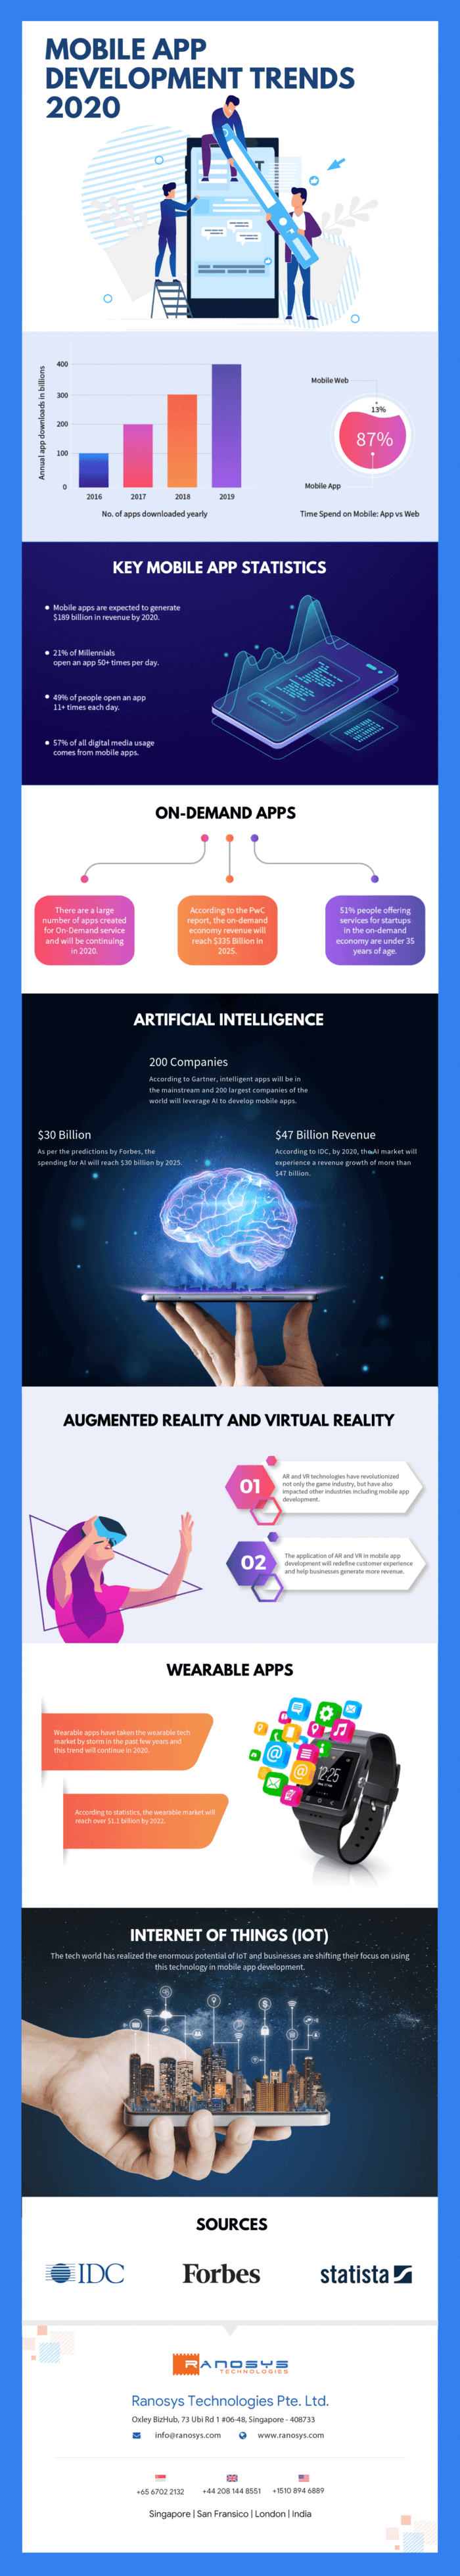 MOBILE APP
DEVELOPMENT TRENDS
2020
T
Annual app downloads in billions
400
300
200
100
0
2016
2017
2018
2019
No. of apps downloaded yearly
Mobile Web
13%
87%
Mobile App
Time Spend on Mobile: App vs Web
KEY MOBILE APP STATISTICS
Mobile apps are expected to generate
$189 billion in revenue by 2020.
21% of Millennials
open an app 50+ times per day.
49% of people open an app
11+ times each day.
57% of all digital media usage
comes from mobile apps.
ON-DEMAND APPS
There are a large
number of apps created
for On-Demand service
and will be continuing
in 2020.
According to the PwC
report, the on-demand
economy revenue will
reach $335 Billion in
2025.
51% people offering
services for startups
in the on-demand
economy are under 35
years of age.
ARTIFICIAL INTELLIGENCE
200 Companies
According to Gartner, intelligent apps will be in
the mainstream and 200 largest companies of the
world will leverage AI to develop mobile apps.
$30 Billion
As per the predictions by Forbes, the
spending for AI will reach $30 billion by 2025.
$47 Billion Revenue
According to IDC, by 2020, the AI market will
experience a revenue growth of more than
$47 billion.
AUGMENTED REALITY AND VIRTUAL REALITY
01
AR and VR technologies have revolutionized
not only the game industry, but have also
impacted other industries including mobile app
development.
02
The application of AR and VR in mobile app
development will redefine customer experience
and help businesses generate more revenue.
WEARABLE APPS
Wearable apps have taken the wearable tech
market by storm in the past few years and
this trend will continue in 2020.
According to statistics, the wearable market will
reach over $1.1 billion by 2022.
12:25
INTERNET OF THINGS (IOT)
The tech world has realized the enormous potential of IoT and businesses are shifting their focus on using
this technology in mobile app development.
SOURCES
IDC
Forbes
statista
RANOSYS
TECHNOLOGIES
Ranosys Technologies Pte. Ltd.
Oxley BizHub, 73 Ubi Rd 1 #06-48, Singapore - 408733
info@ranosys.com
www.ranosys.com
+65 6702 2132
+44 208 144 8551
+1510 894 6889
Singapore | San Fransico | London | India